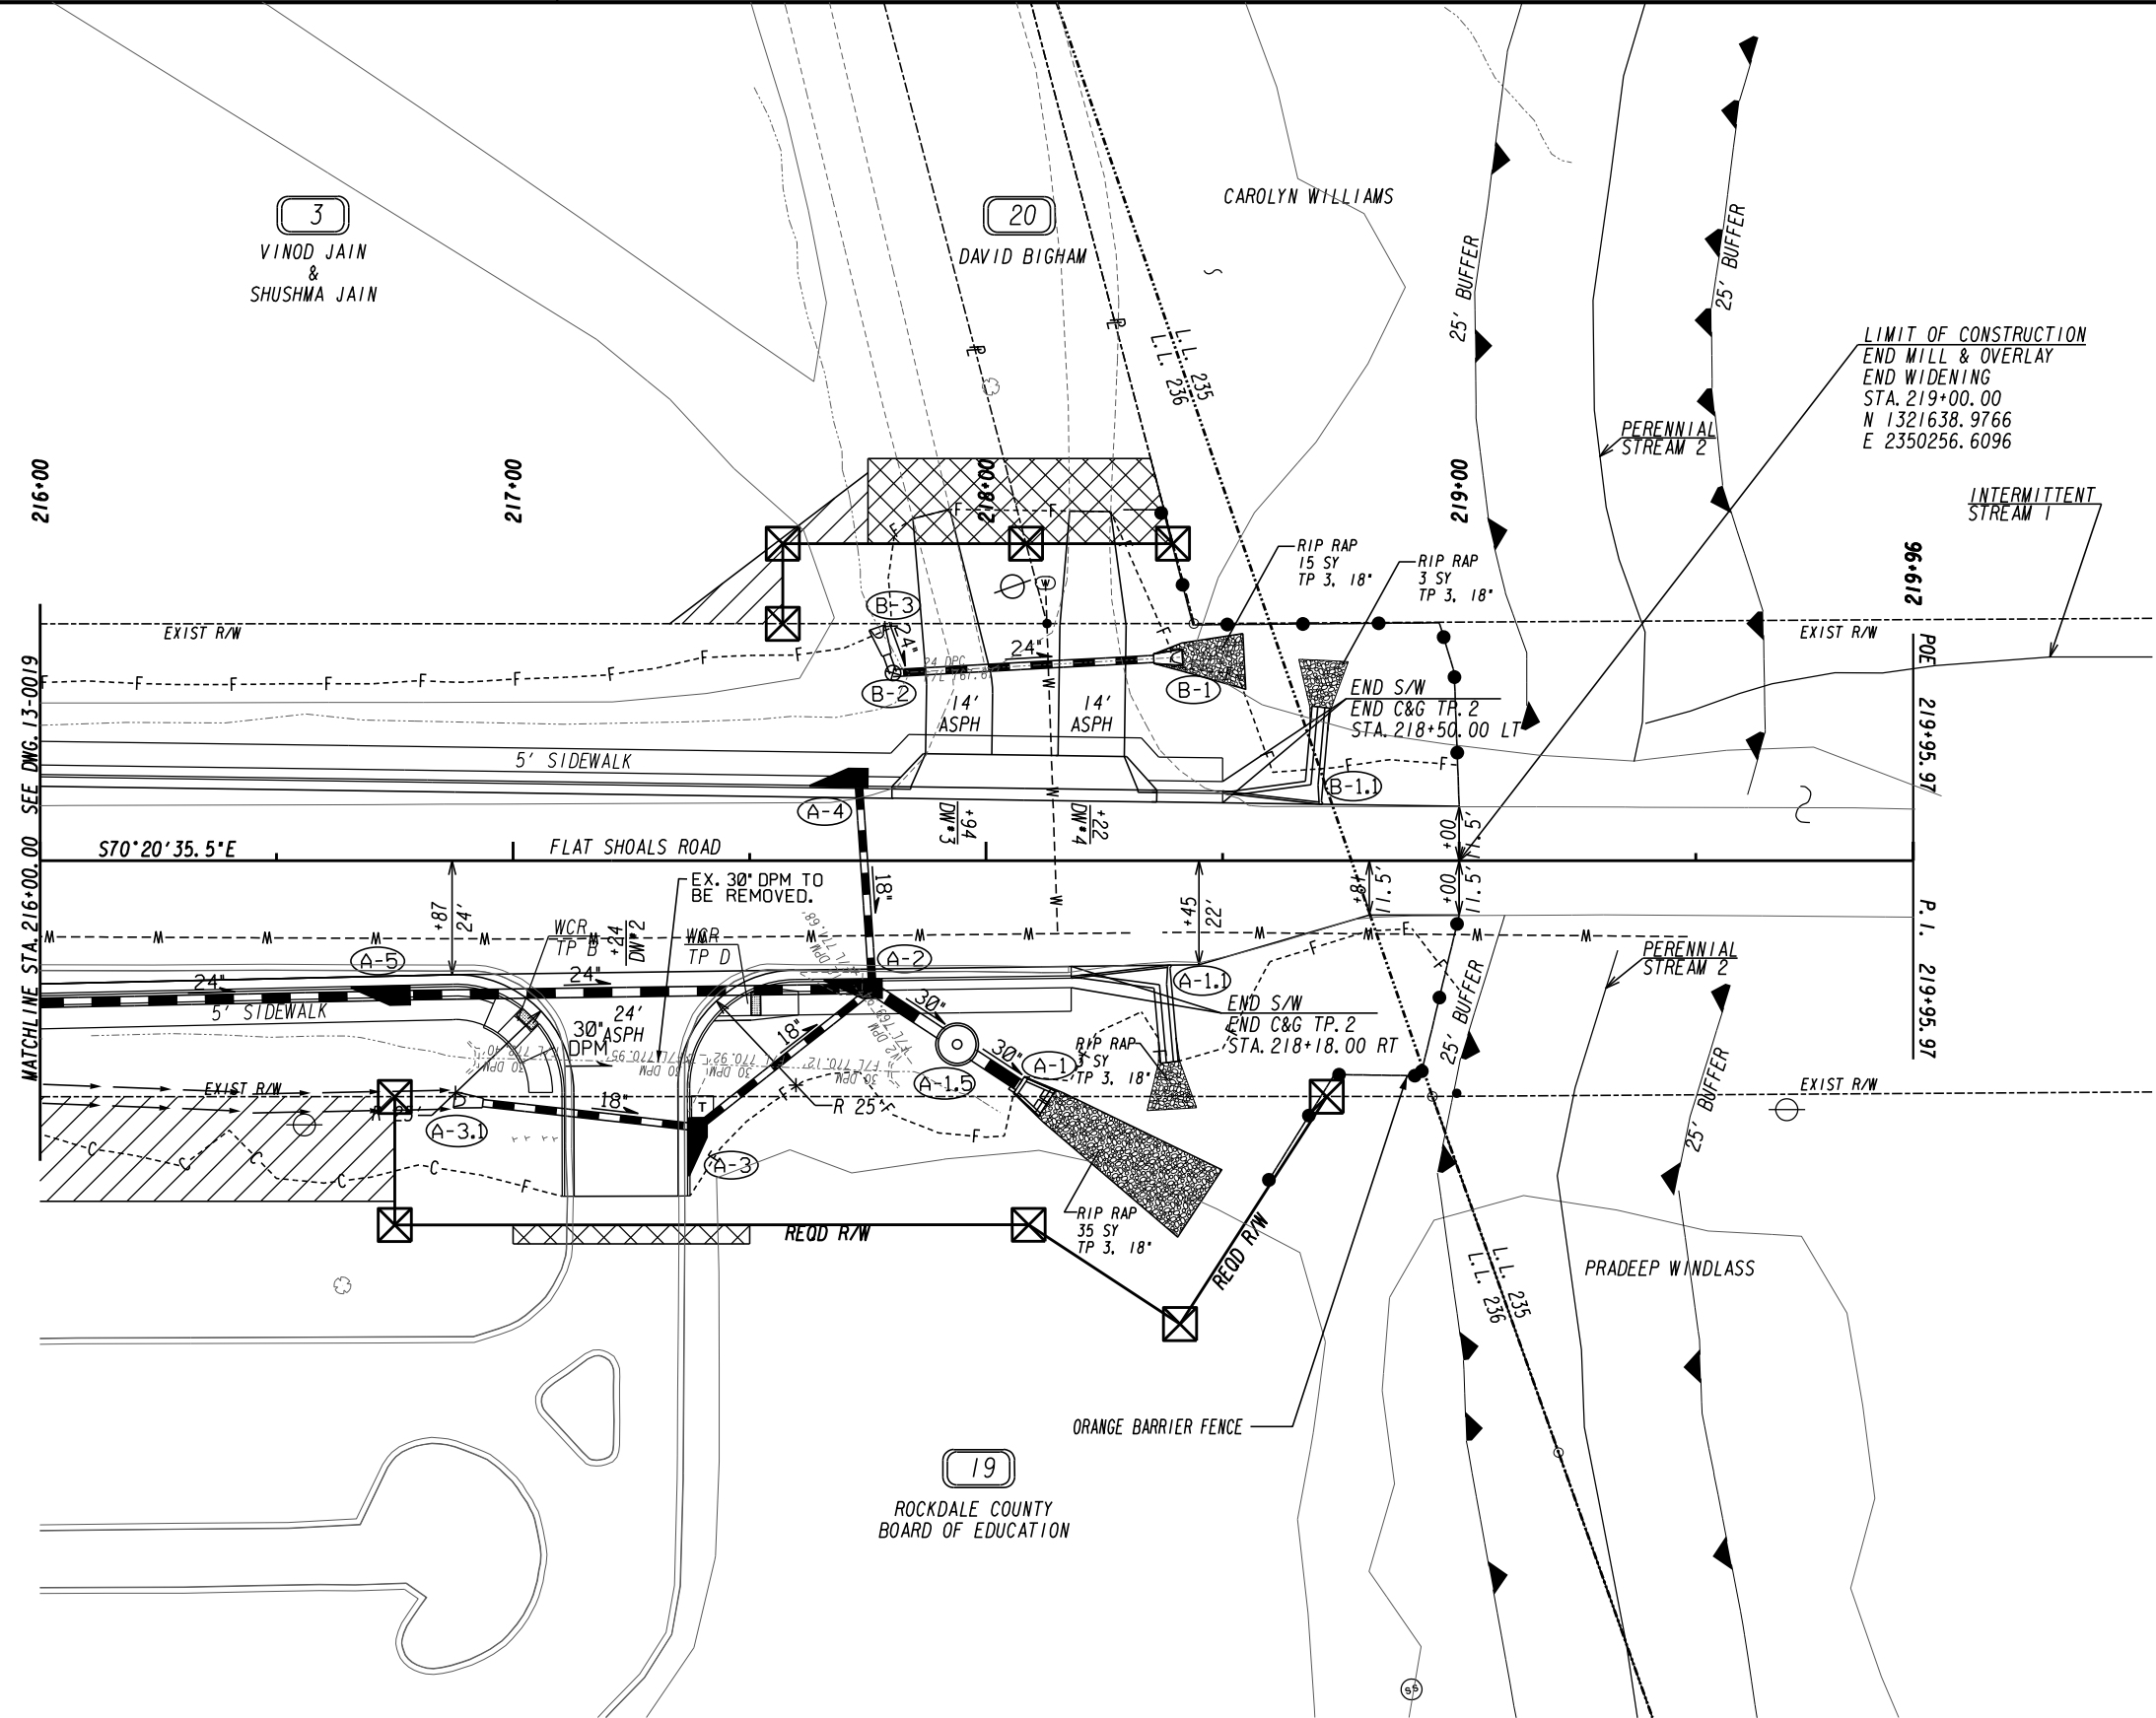 3
VINOD JAIN
&
SHUSHMA JAIN
20
DAVID BIGHAM
CAROLYN WILLIAMS
25' BUFFER
25' BUFFER
L.L. 235
L.L. 236
LIMIT OF CONSTRUCTION
END MILL & OVERLAY
END WIDENING
STA. 219+00.00
N 1321638.9766
E 2350256.6096
PERENNIAL
STREAM 2
INTERMITTENT
STREAM 1
216+00
217+00
218+00
219+00
219+96
RIP RAP
15 SY
TP 3, 18"
RIP RAP
3 SY
TP 3, 18"
EXIST R/W
EXIST R/W
POE 219+95.97
B-3
24"
24"
B-2
B-1
14'
ASPH
14'
ASPH
END S/W
END C&G TP.2
STA. 218+50.00 LT
B-1.1
5' SIDEWALK
A-4
+94
DW#3
+22
DW#4
MATCHLINE STA. 216+00.00 SEE DWG. 13-0019
S70°20'35.5"E
FLAT SHOALS ROAD
+00
11.5'
EX. 30" DPM TO
BE REMOVED.
18"
+87
24'
+45
22'
+81
11.5'
+00
11.5'
P.I. 219+95.97
WCR
TP B
+24
DW#2
WCR
TP D
A-5
A-2
24"
24"
5' SIDEWALK
24'
ASPH
30"
DPM
30"
18"
30"
A-1.1
END S/W
END C&G TP.2
STA. 218+18.00 RT
PERENNIAL
STREAM 2
25' BUFFER
25' BUFFER
RIP RAP
3 SY
TP 3, 18"
A-1
A-1.5
EXIST R/W
EXIST R/W
R 25'
18"
T
R 25'
A-3.1
A-3
REQD R/W
RIP RAP
35 SY
TP 3, 18"
REQD R/W
L.L. 235
L.L. 236
PRADEEP WINDLASS
ORANGE BARRIER FENCE
19
ROCKDALE COUNTY
BOARD OF EDUCATION
SS